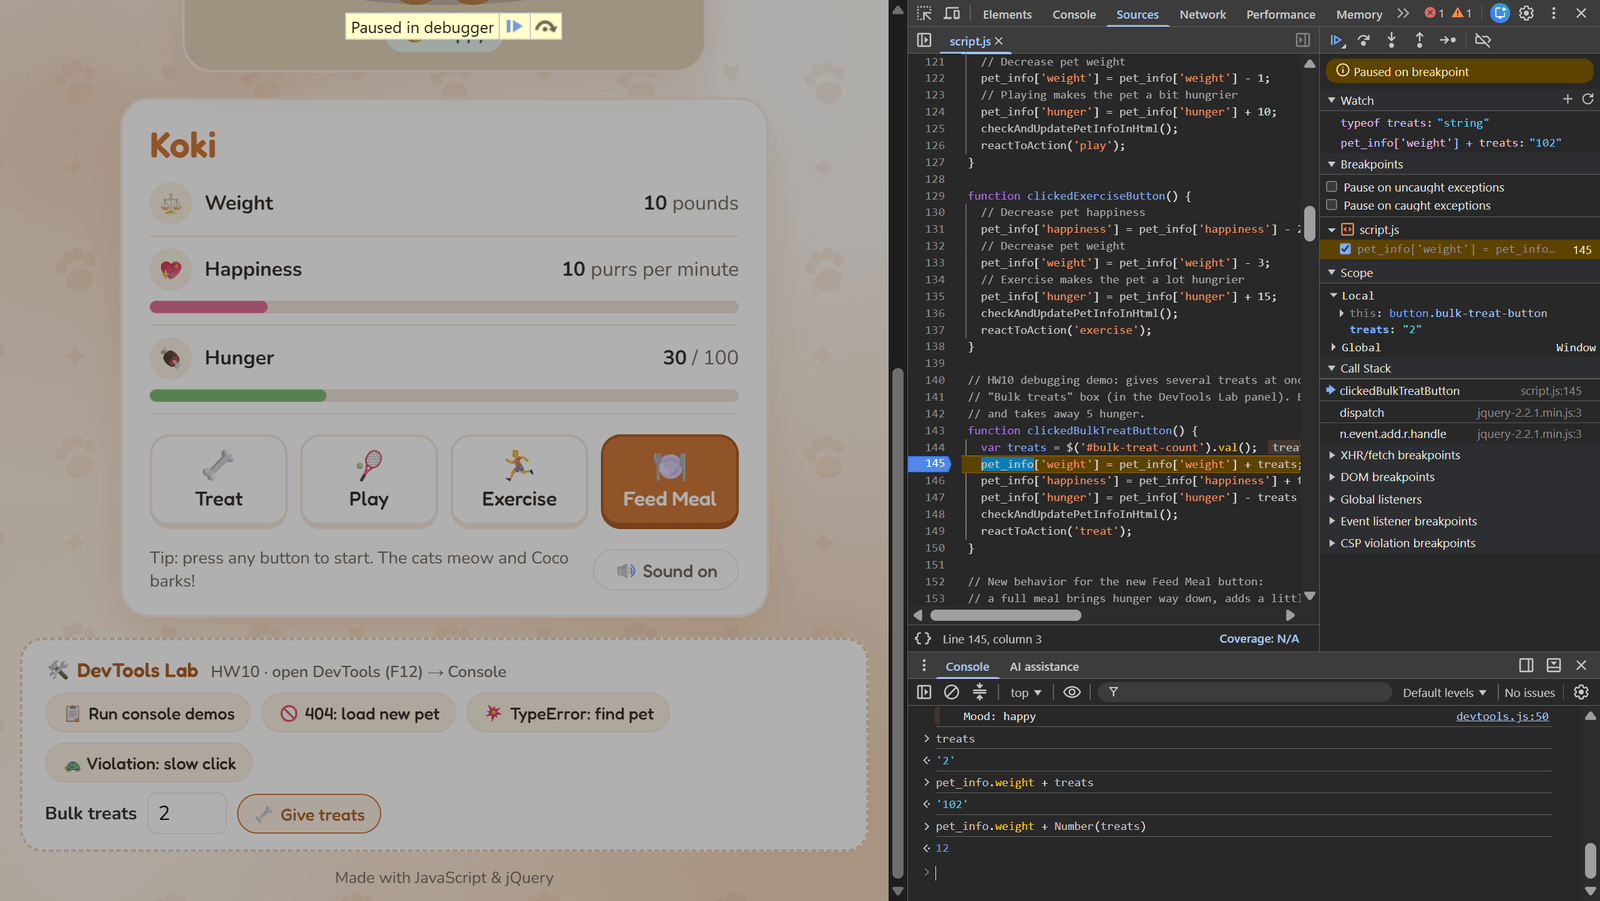 Paused in debugger
Koki
Weight
10 pounds
Happiness
10 purrs per minute
Hunger
30 / 100
Treat
Play
Exercise
Feed Meal
Tip: press any button to start. The cats meow and Coco
barks!
Sound on
DevTools Lab
HW10 · open DevTools (F12) → Console
Run console demos
404: load new pet
TypeError: find pet
Violation: slow click
Bulk treats
2
Give treats
Made with JavaScript & jQuery
Elements
Console
Sources
Network
Performance
Memory
1
1
script.js
121 // Decrease pet weight
122 pet_info['weight'] = pet_info['weight'] - 1;
123 // Playing makes the pet a bit hungrier
124 pet_info['hunger'] = pet_info['hunger'] + 10;
125 checkAndUpdatePetInfoInHtml();
126 reactToAction('play');
127 }
128
129 function clickedExerciseButton() {
130 // Decrease pet happiness
131 pet_info['happiness'] = pet_info['happiness'] -
132 // Decrease pet weight
133 pet_info['weight'] = pet_info['weight'] - 3;
134 // Exercise makes the pet a lot hungrier
135 pet_info['hunger'] = pet_info['hunger'] + 15;
136 checkAndUpdatePetInfoInHtml();
137 reactToAction('exercise');
138 }
139
140 // HW10 debugging demo: gives several treats at
141 // "Bulk treats" box (in the DevTools Lab panel).
142 // and takes away 5 hunger.
143 function clickedBulkTreatButton() {
144 var treats = $('#bulk-treat-count').val();
145 pet_info['weight'] = pet_info['weight'] + treats;
146 pet_info['happiness'] = pet_info['happiness'] + t
147 pet_info['hunger'] = pet_info['hunger'] - treats
148 checkAndUpdatePetInfoInHtml();
149 reactToAction('treat');
150 }
151
152 // New behavior for the new Feed Meal button:
153 // a full meal brings hunger way down, adds a
{} Line 145, column 3
Coverage: N/A
Paused on breakpoint
Watch
typeof treats: "string"
pet_info['weight'] + treats: "102"
Breakpoints
Pause on uncaught exceptions
Pause on caught exceptions
script.js
pet_info['weight'] = pet_info… 145
Scope
Local
this: button.bulk-treat-button
treats: "2"
Global Window
Call Stack
clickedBulkTreatButton script.js:145
dispatch jquery-2.2.1.min.js:3
n.event.add.r.handle jquery-2.2.1.min.js:3
XHR/fetch breakpoints
DOM breakpoints
Global listeners
Event listener breakpoints
CSP violation breakpoints
Console
AI assistance
top
Default levels
No issues
Mood: happy devtools.js:50
treats
'2'
pet_info.weight + treats
'102'
pet_info.weight + Number(treats)
12